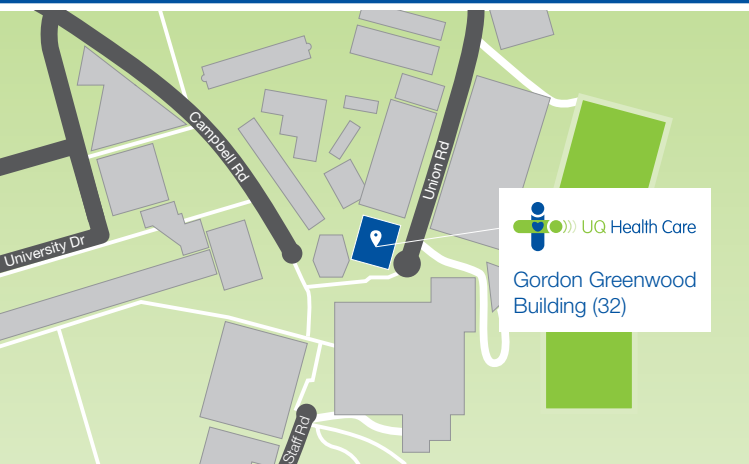 Campbell Rd
Union Rd
University Dr
UQ Health Care
Gordon Greenwood
Building (32)
Staff Rd